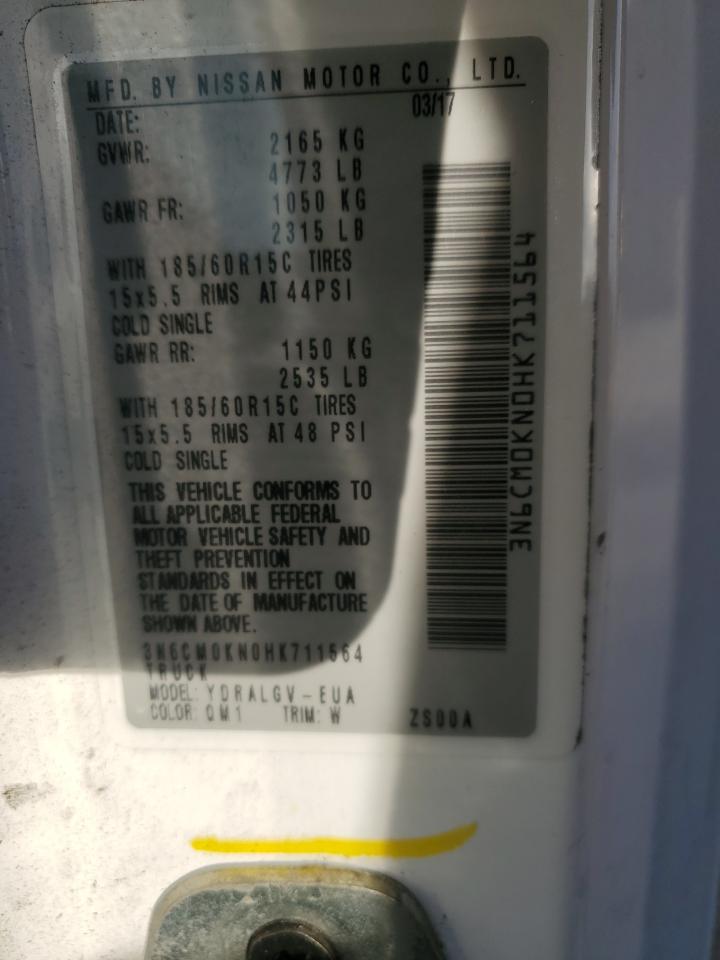 MFD. BY NISSAN MOTOR CO., LTD.
DATE: 03/17
GVWR: 2165 KG
4773 LB
GAWR FR: 1050 KG
2315 LB
WITH 185/60R15C TIRES
15x5.5 RIMS AT 44PSI
COLD SINGLE
GAWR RR: 1150 KG
2535 LB
WITH 185/60R15C TIRES
15x5.5 RIMS AT 48 PSI
COLD SINGLE
THIS VEHICLE CONFORMS TO
ALL APPLICABLE FEDERAL
MOTOR VEHICLE SAFETY AND
THEFT PREVENTION
STANDARDS IN EFFECT ON
THE DATE OF MANUFACTURE
SHOWN ABOVE.
3N6CM0KN0HK711564
TRUCK
MODEL: YDRALGV-EUA
COLOR: QM1 TRIM: W ZS00A
3N6CM0KN0HK711564